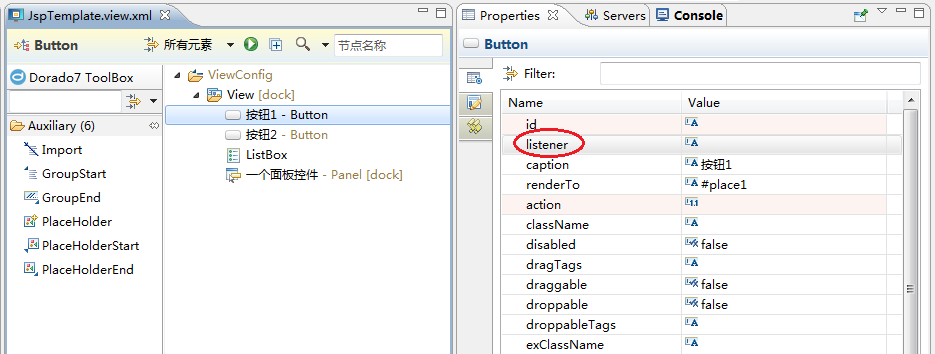 JspTemplate.view.xml
Button
所有元素
节点名称
Dorado7 ToolBox
Auxiliary (6)
Import
GroupStart
GroupEnd
PlaceHolder
PlaceHolderStart
PlaceHolderEnd
ViewConfig
View [dock]
按钮1 - Button
按钮2 - Button
ListBox
一个面板控件 - Panel [dock]
Properties Servers Console
Button
Filter:
Name Value
id
listener
caption 按钮1
renderTo #place1
action
className
disabled false
dragTags
draggable false
droppable false
droppableTags
exClassName